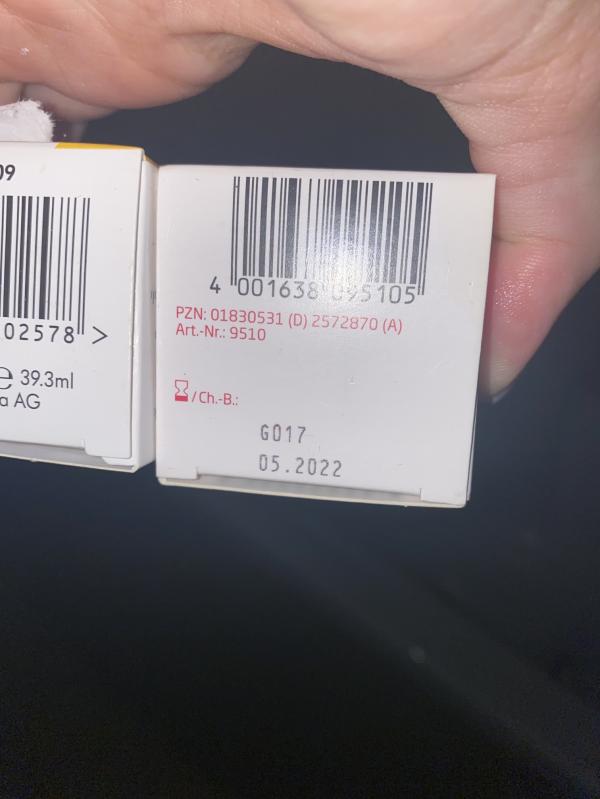 09
02578 >
℮ 39.3ml
a AG
4 001638 095105
PZN: 01830531 (D) 2572870 (A)
Art.-Nr.: 9510
/Ch.-B.:
G017
05.2022